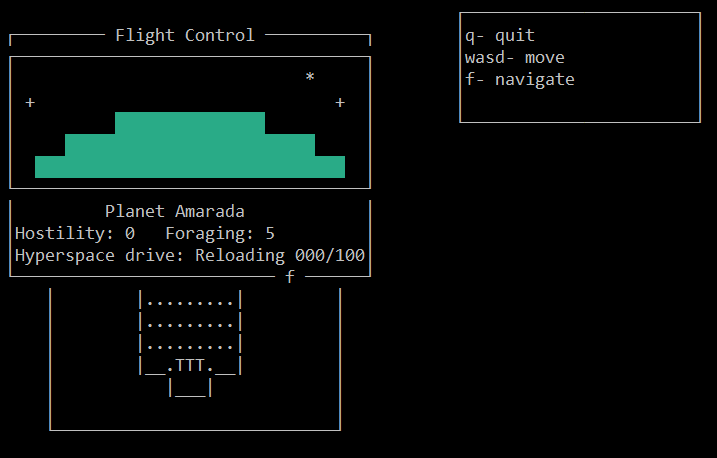 Flight Control
*
+ +
Planet Amarada
Hostility: 0 Foraging: 5
Hyperspace drive: Reloading 000/100
f
|.........|
|.........|
|.........|
|__.TTT.__|
|___|
q- quit
wasd- move
f- navigate